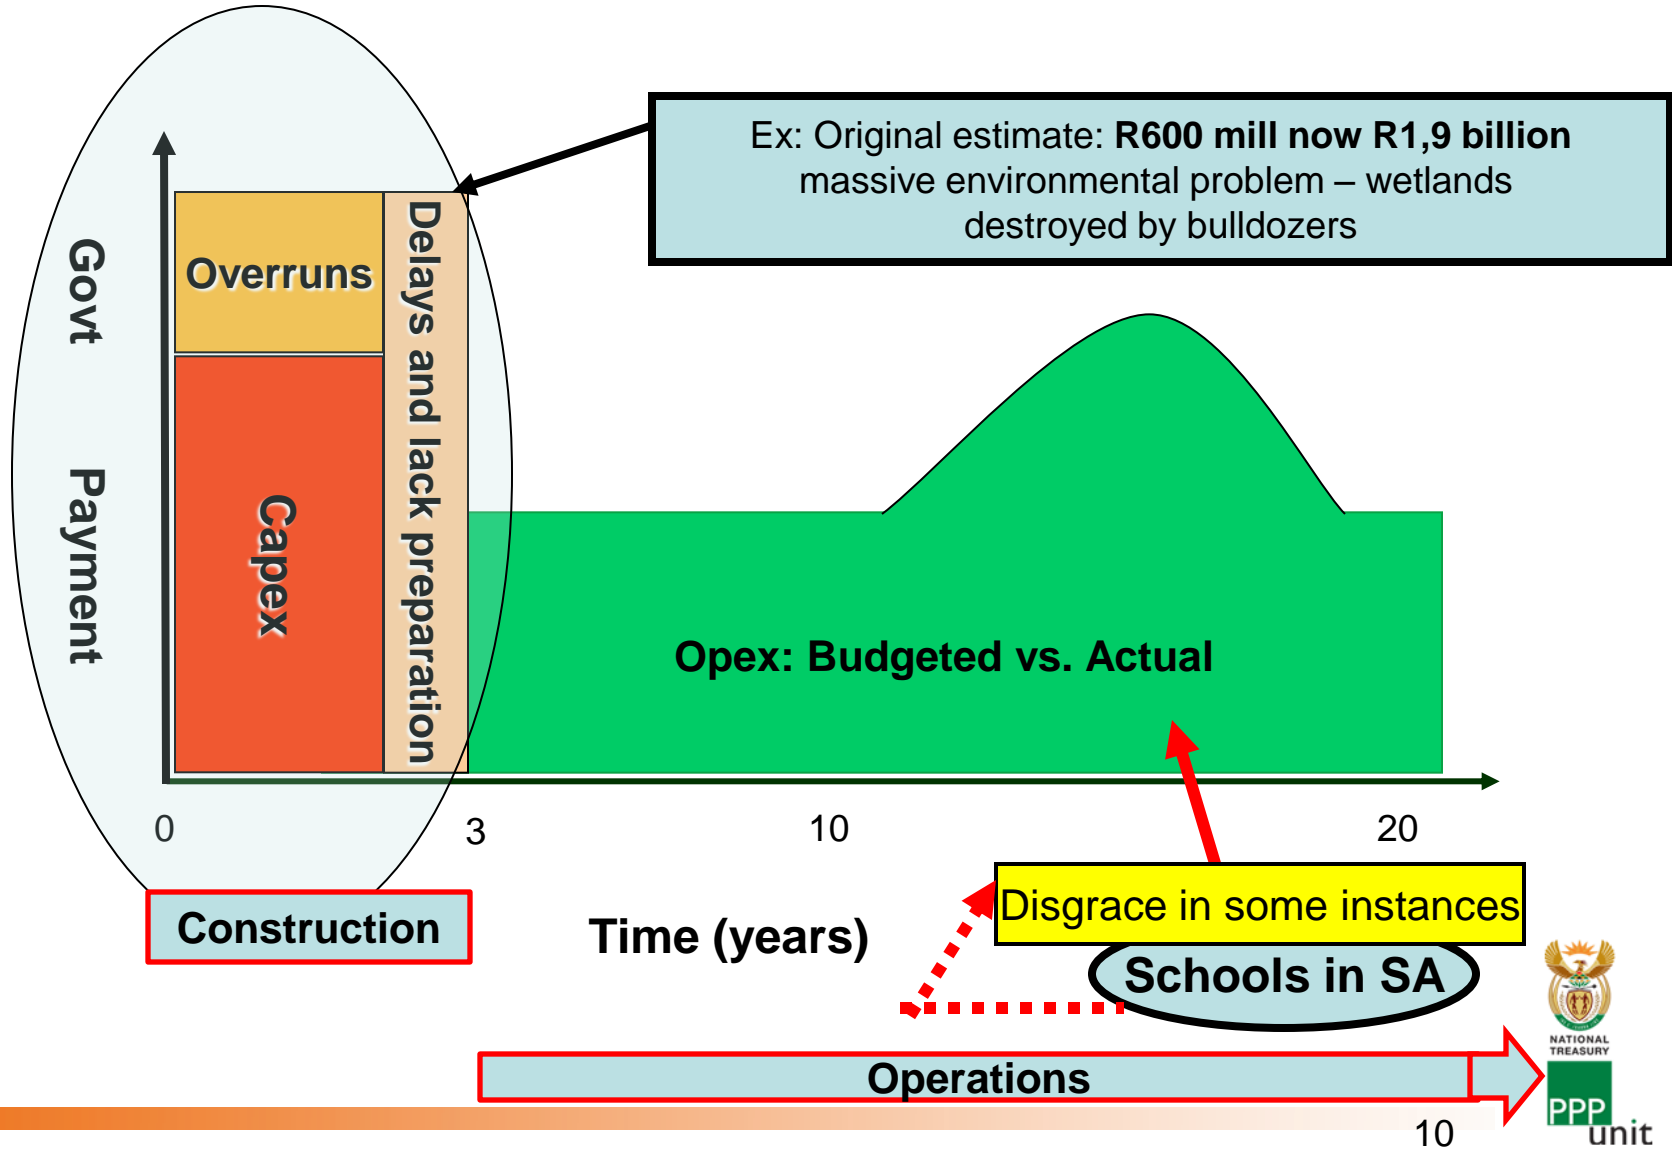 Ex: Original estimate: R600 mill now R1,9 billion
massive environmental problem – wetlands
destroyed by bulldozers
Govt Payment
Overruns
Capex
Delays and lack preparation
Opex: Budgeted vs. Actual
0 3 10 20
Time (years)
Construction
Disgrace in some instances
Schools in SA
Operations
NATIONAL
TREASURY
PPP
unit
10